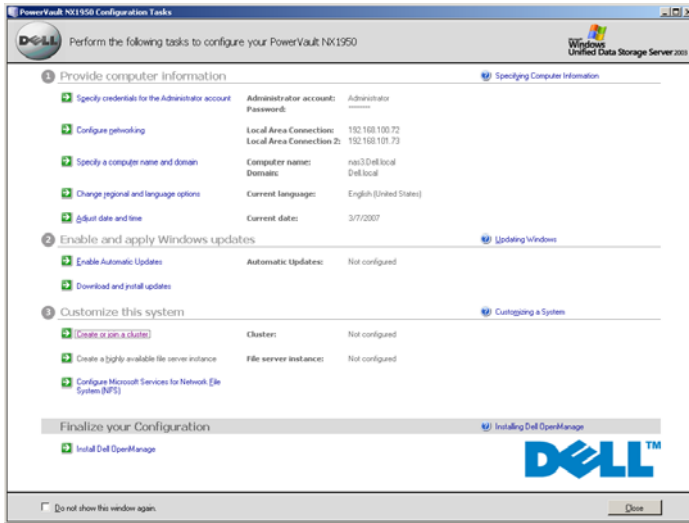 PowerVault NX1950 Configuration Tasks
DELL
Perform the following tasks to configure your PowerVault NX1950
Windows
Unified Data Storage Server 2003
1 Provide computer information
Specifying Computer Information
Specify credentials for the Administrator account Administrator account: Administrator
Password:
Configure networking Local Area Connection: 192.168.100.72
Local Area Connection 2: 192.168.101.73
Specify a computer name and domain Computer name: nas3.Dell.local
Domain: Dell.local
Change regional and language options Current language: English (United States)
Adjust date and time Current date: 3/7/2007
2 Enable and apply Windows updates
Updating Windows
Enable Automatic Updates Automatic Updates: Not configured
Download and install updates
3 Customize this system
Customizing a System
Create or join a cluster Cluster: Not configured
Create a highly available file server instance File server instance: Not configured
Configure Microsoft Services for Network File
System (NFS)
Finalize your Configuration
Installing Dell OpenManage
Install Dell OpenManage
DELL™
Do not show this window again.
Close